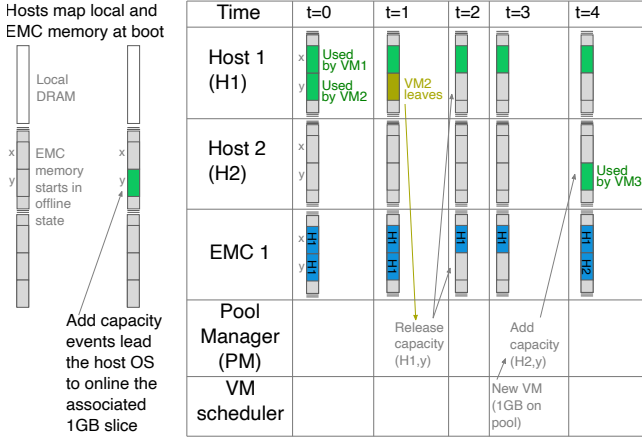 Hosts map local and
EMC memory at boot
Local
DRAM
x
y
EMC
memory
starts in
offline
state
x
y
Add capacity
events lead
the host OS
to online the
associated
1GB slice
Time
t=0
t=1
t=2
t=3
t=4
Host 1
(H1)
x
y
Used
by VM1
Used
by VM2
VM2
leaves
Host 2
(H2)
x
y
Used
by VM3
EMC 1
x
y
H1
H1
H1
H1
H1
H1
H1
H2
Pool
Manager
(PM)
Release
capacity
(H1,y)
Add
capacity
(H2,y)
VM
scheduler
New VM
(1GB on
pool)